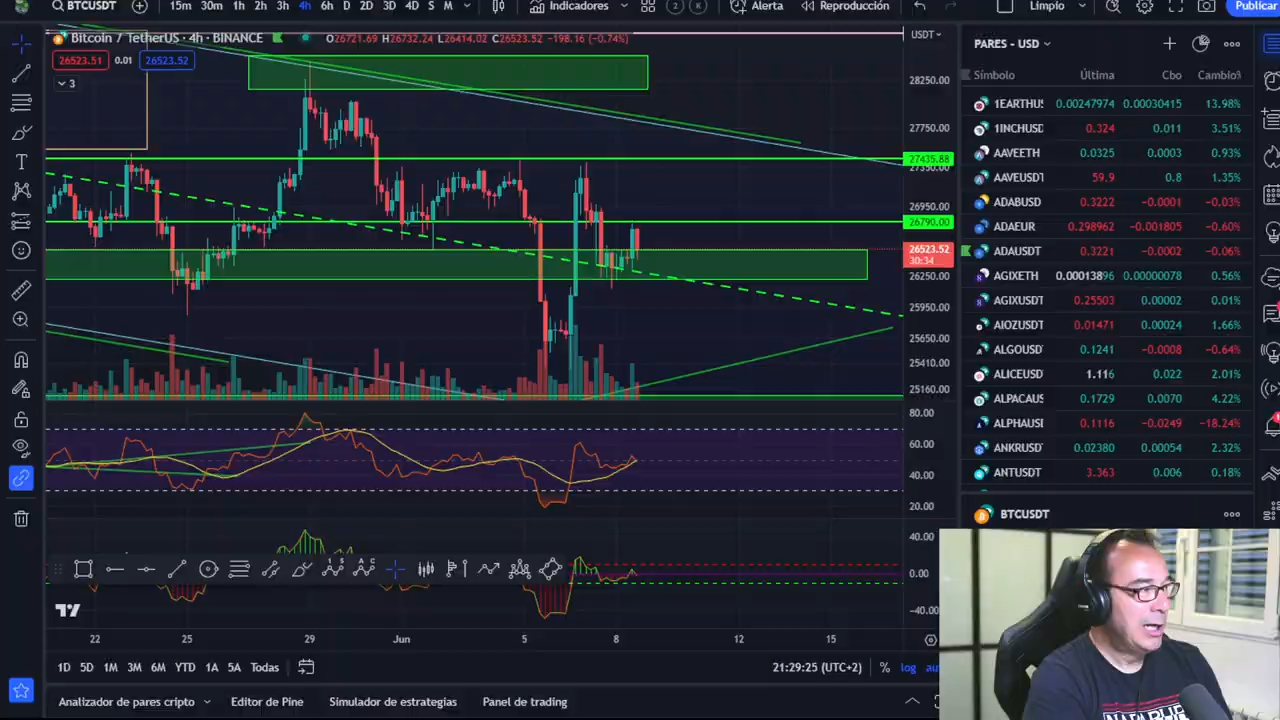 BTCUSDT 15m 30m 1h 2h 3h 4h 6h D 2D 3D 4D S M Indicadores 2 K Alerta Reproducción Limpio Publicar
Bitcoin / TetherUS · 4h · BINANCE O26721.69 H26732.24 L26414.02 C26523.52 −198.16 (−0.74%) USDT
26523.51 0.01 26523.52
3
28250.00
27750.00
27435.88
26950.00
26790.00
26523.52
30:34
26250.00
25950.00
25650.00
25410.00
25160.00
80.00
60.00
40.00
20.00
40.00
0.00
−40.00
22 25 29 Jun 5 8 12 15
1D 5D 1M 3M 6M YTD 1A 5A Todas 21:29:25 (UTC+2) % log
Analizador de pares cripto Editor de Pine Simulador de estrategias Panel de trading
PARES - USD
Símbolo Última Cbo Cambio%
1EARTHUS 0.00247974 0.00030415 13.98%
1INCHUSD 0.324 0.011 3.51%
AAVEETH 0.0325 0.0003 0.93%
AAVEUSDT 59.9 0.8 1.35%
ADABUSD 0.3222 −0.0001 −0.03%
ADAEUR 0.298962 −0.001805 −0.60%
ADAUSDT 0.3221 −0.0002 −0.06%
AGIXETH 0.00013896 0.00000078 0.56%
AGIXUSDT 0.25503 0.00002 0.01%
AIOZUSDT 0.01471 0.00024 1.66%
ALGOUSD 0.1241 −0.0008 −0.64%
ALICEUSD 1.116 0.022 2.01%
ALPACAUS 0.1729 0.0070 4.22%
ALPHAUSI 0.1116 −0.0249 −18.24%
ANKRUSD 0.02380 0.00054 2.32%
ANTUSDT 3.363 0.006 0.18%
BTCUSDT